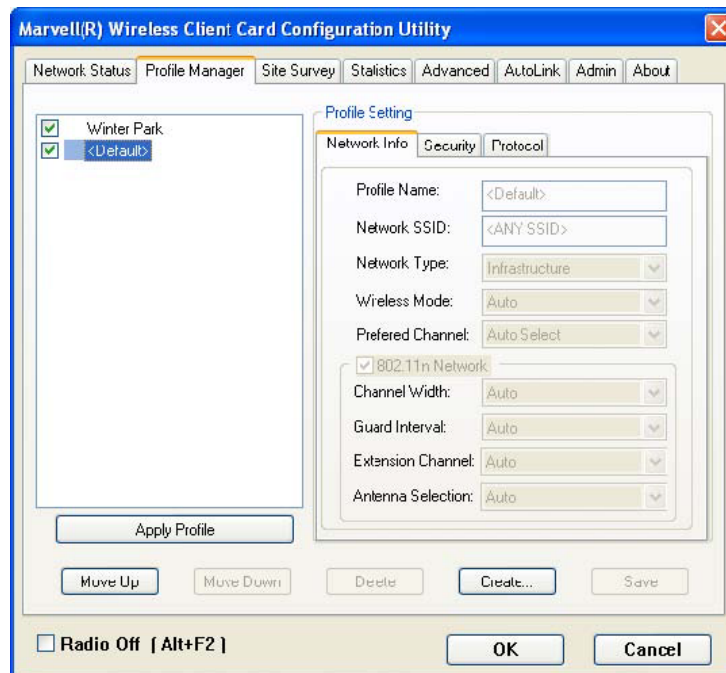 Marvell(R) Wireless Client Card Configuration Utility
Network Status Profile Manager Site Survey Statistics Advanced AutoLink Admin About
Winter Park
<Default>
Profile Setting
Network Info Security Protocol
Profile Name: <Default>
Network SSID: <ANY SSID>
Network Type: Infrastructure
Wireless Mode: Auto
Prefered Channel: Auto Select
802.11n Network
Channel Width: Auto
Guard Interval: Auto
Extension Channel: Auto
Antenna Selection: Auto
Apply Profile
Move Up Move Down Delete Create... Save
Radio Off [ Alt+F2 ] OK Cancel